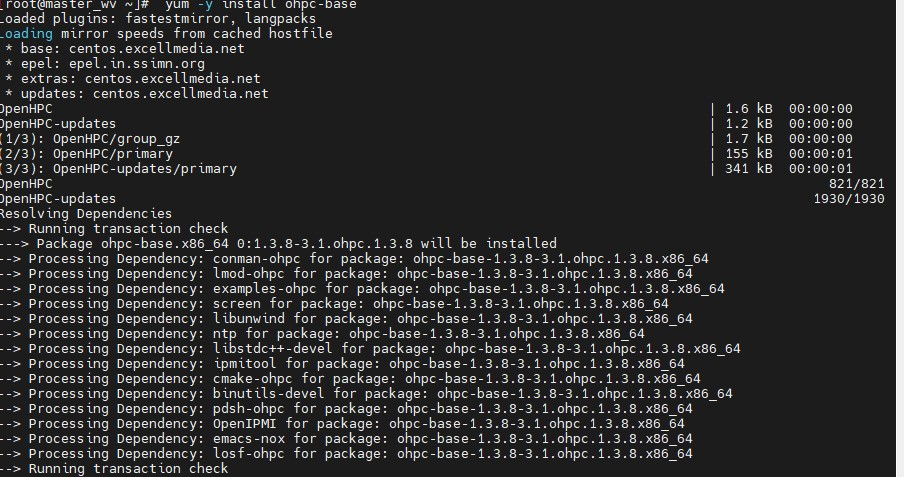 [root@master_wv ~]#  yum -y install ohpc-base
Loaded plugins: fastestmirror, langpacks
Loading mirror speeds from cached hostfile
 * base: centos.excellmedia.net
 * epel: epel.in.ssimn.org
 * extras: centos.excellmedia.net
 * updates: centos.excellmedia.net
OpenHPC | 1.6 kB  00:00:00
OpenHPC-updates | 1.2 kB  00:00:00
(1/3): OpenHPC/group_gz | 1.7 kB  00:00:00
(2/3): OpenHPC/primary | 155 kB  00:00:01
(3/3): OpenHPC-updates/primary | 341 kB  00:00:01
OpenHPC 821/821
OpenHPC-updates 1930/1930
Resolving Dependencies
--> Running transaction check
---> Package ohpc-base.x86_64 0:1.3.8-3.1.ohpc.1.3.8 will be installed
--> Processing Dependency: conman-ohpc for package: ohpc-base-1.3.8-3.1.ohpc.1.3.8.x86_64
--> Processing Dependency: lmod-ohpc for package: ohpc-base-1.3.8-3.1.ohpc.1.3.8.x86_64
--> Processing Dependency: examples-ohpc for package: ohpc-base-1.3.8-3.1.ohpc.1.3.8.x86_64
--> Processing Dependency: screen for package: ohpc-base-1.3.8-3.1.ohpc.1.3.8.x86_64
--> Processing Dependency: libunwind for package: ohpc-base-1.3.8-3.1.ohpc.1.3.8.x86_64
--> Processing Dependency: ntp for package: ohpc-base-1.3.8-3.1.ohpc.1.3.8.x86_64
--> Processing Dependency: libstdc++-devel for package: ohpc-base-1.3.8-3.1.ohpc.1.3.8.x86_64
--> Processing Dependency: ipmitool for package: ohpc-base-1.3.8-3.1.ohpc.1.3.8.x86_64
--> Processing Dependency: cmake-ohpc for package: ohpc-base-1.3.8-3.1.ohpc.1.3.8.x86_64
--> Processing Dependency: binutils-devel for package: ohpc-base-1.3.8-3.1.ohpc.1.3.8.x86_64
--> Processing Dependency: pdsh-ohpc for package: ohpc-base-1.3.8-3.1.ohpc.1.3.8.x86_64
--> Processing Dependency: OpenIPMI for package: ohpc-base-1.3.8-3.1.ohpc.1.3.8.x86_64
--> Processing Dependency: emacs-nox for package: ohpc-base-1.3.8-3.1.ohpc.1.3.8.x86_64
--> Processing Dependency: losf-ohpc for package: ohpc-base-1.3.8-3.1.ohpc.1.3.8.x86_64
--> Running transaction check